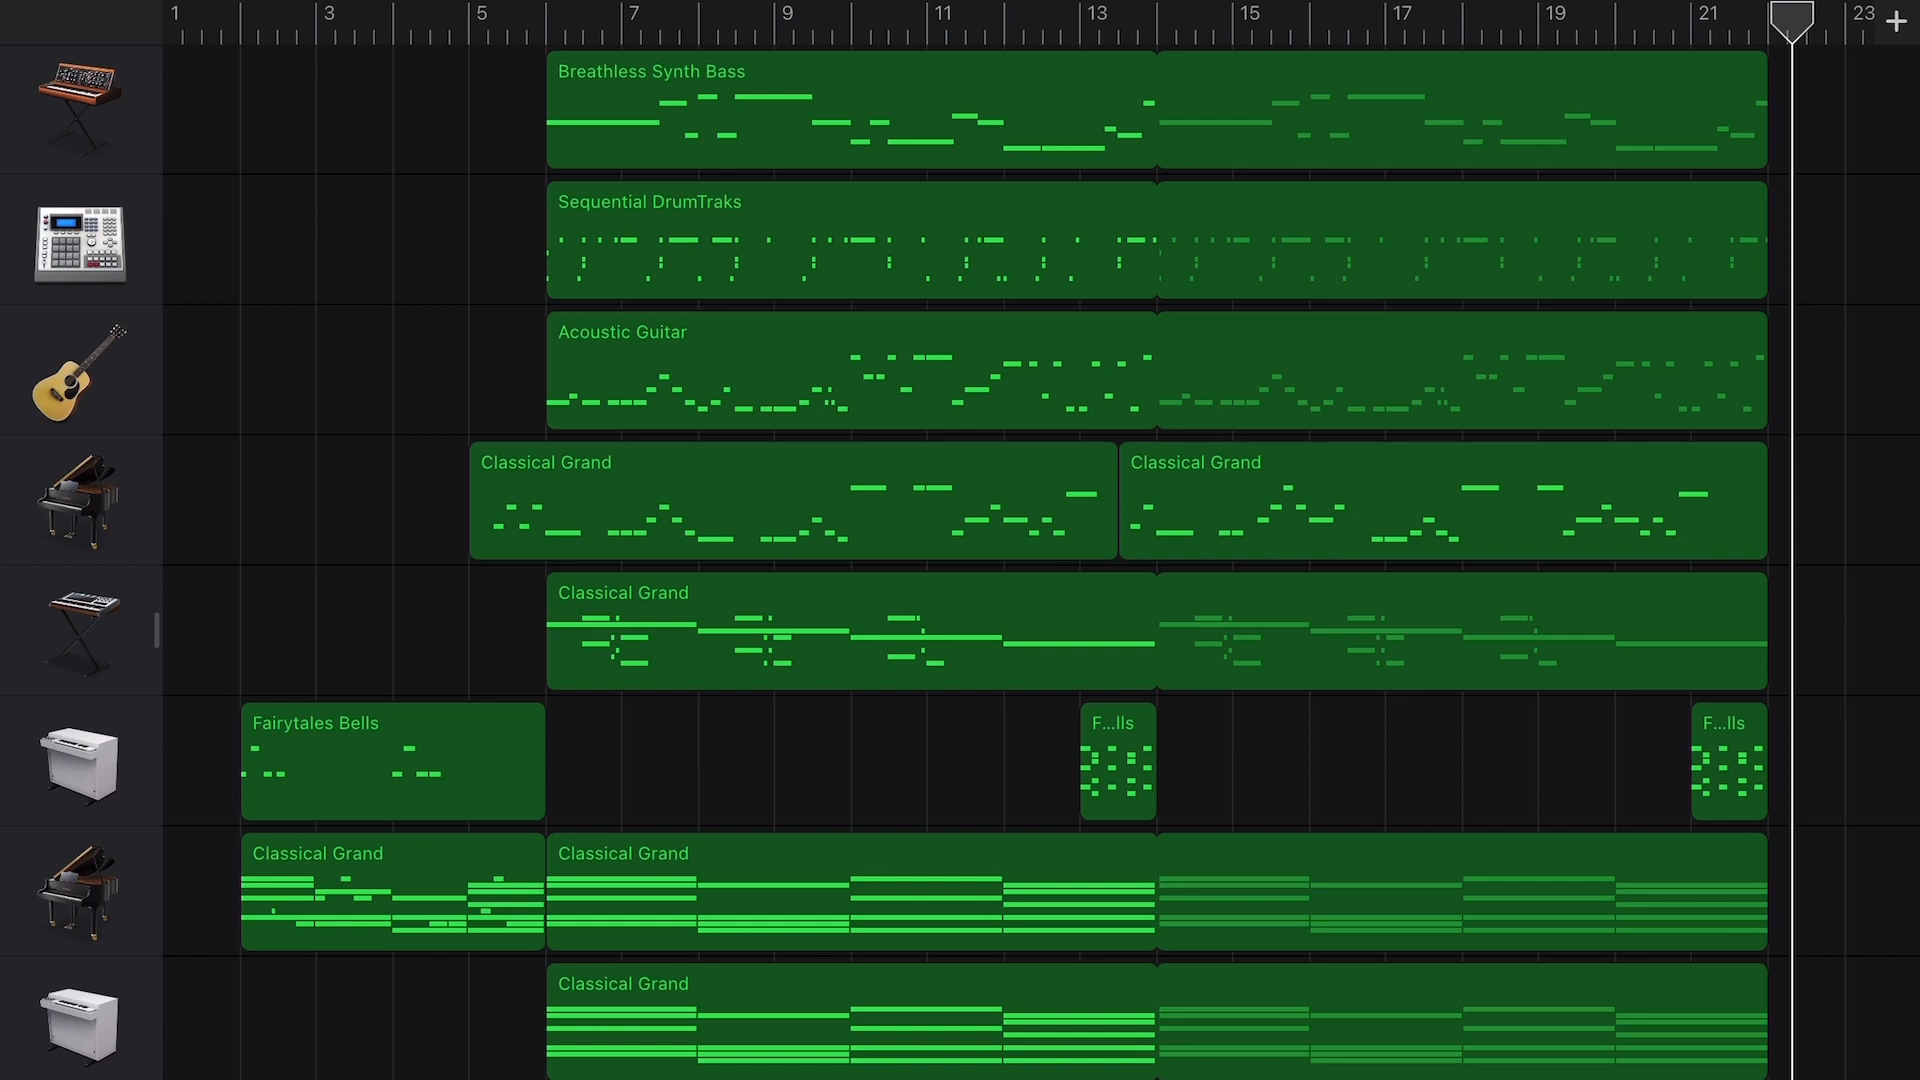 1 3 5 7 9 11 13 15 17 19 21 23 +
Breathless Synth Bass
Sequential DrumTraks
Acoustic Guitar
Classical Grand Classical Grand
Classical Grand
Fairytales Bells F...lls F...lls
Classical Grand Classical Grand
Classical Grand